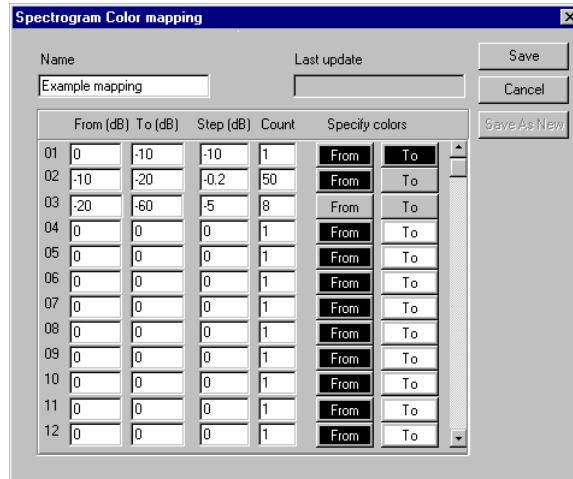 Spectrogram Color mapping
Name Last update Save
Example mapping Cancel
From (dB) To (dB) Step (dB) Count Specify colors Save As New
01 0 -10 -10 1 From To
02 -10 -20 -0.2 50 From To
03 -20 -60 -5 8 From To
04 0 0 0 1 From To
05 0 0 0 1 From To
06 0 0 0 1 From To
07 0 0 0 1 From To
08 0 0 0 1 From To
09 0 0 0 1 From To
10 0 0 0 1 From To
11 0 0 0 1 From To
12 0 0 0 1 From To